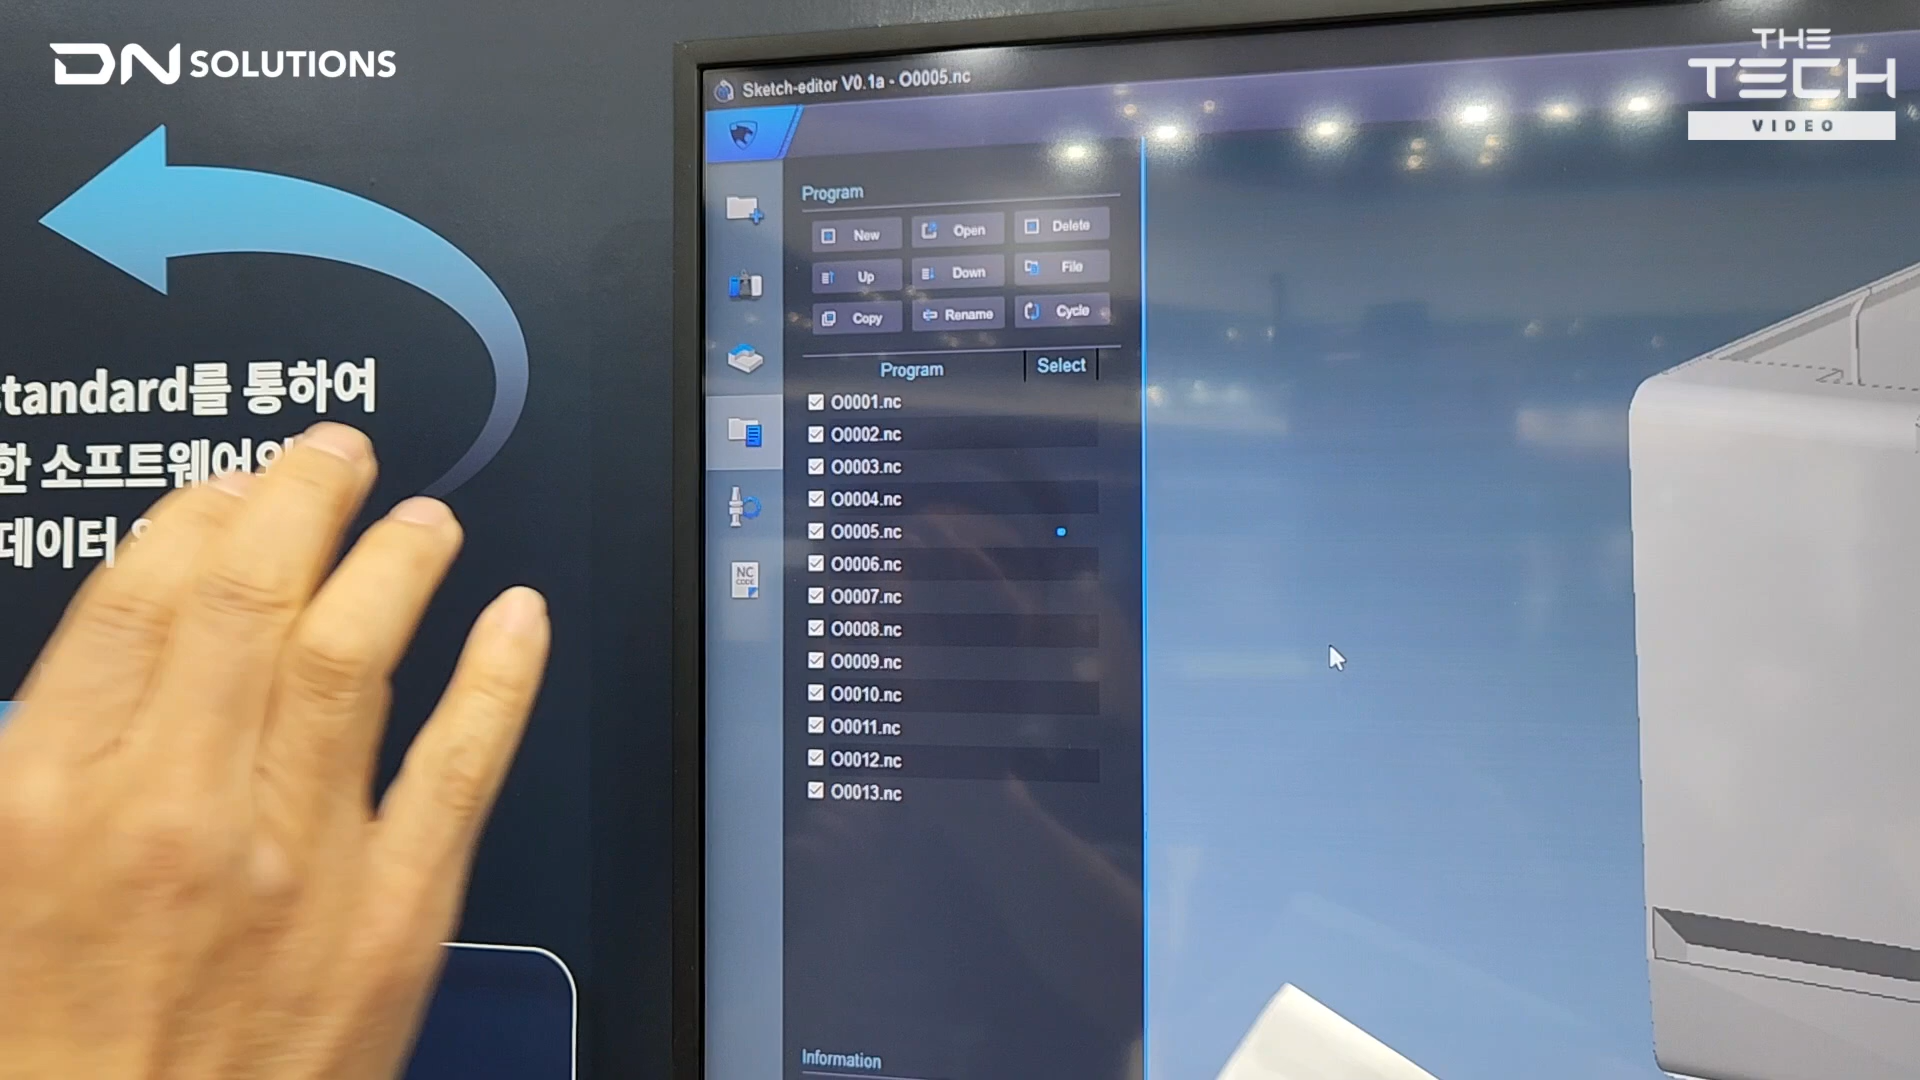 DN SOLUTIONS
THE
TECH
VIDEO
standard를 통하여
한 소프트웨어와
데이터
Sketch-editor V0.1a - O0005.nc
Program
New
Open
Delete
Up
Down
File
Copy
Rename
Cycle
Program
Select
O0001.nc
O0002.nc
O0003.nc
O0004.nc
O0005.nc
O0006.nc
O0007.nc
O0008.nc
O0009.nc
O0010.nc
O0011.nc
O0012.nc
O0013.nc
NC
CODE
Information